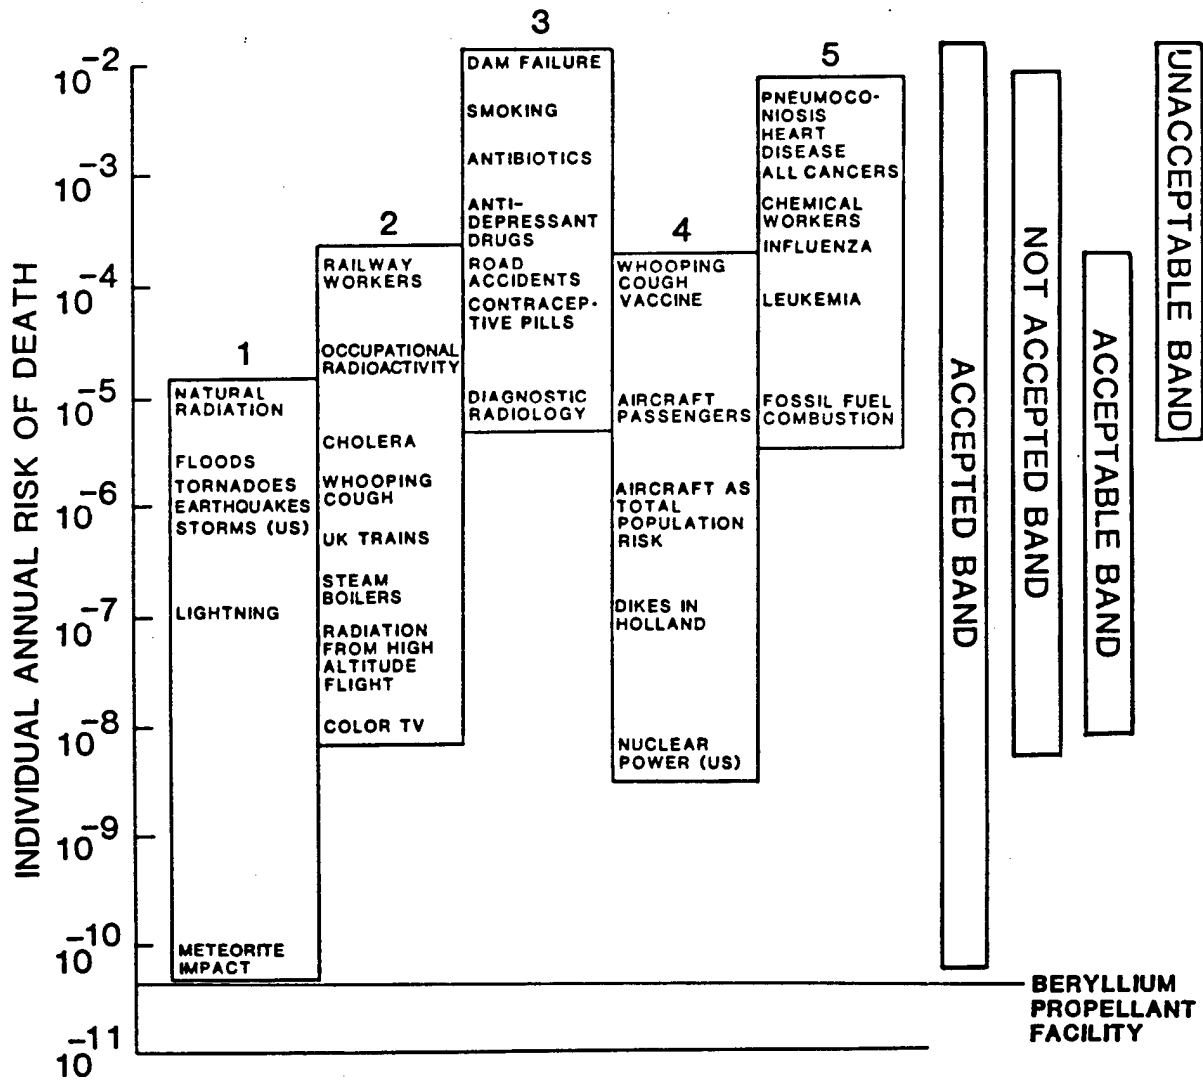 INDIVIDUAL ANNUAL RISK OF DEATH
10-2
10-3
10-4
10-5
10-6
10-7
10-8
10-9
10-10
10-11
1
NATURAL
RADIATION
FLOODS
TORNADOES
EARTHQUAKES
STORMS (US)
LIGHTNING
METEORITE
IMPACT
2
RAILWAY
WORKERS
OCCUPATIONAL
RADIOACTIVITY
CHOLERA
WHOOPING
COUGH
UK TRAINS
STEAM
BOILERS
RADIATION
FROM HIGH
ALTITUDE
FLIGHT
COLOR TV
3
DAM FAILURE
SMOKING
ANTIBIOTICS
ANTI-
DEPRESSANT
DRUGS
ROAD
ACCIDENTS
CONTRACEP-
TIVE PILLS
DIAGNOSTIC
RADIOLOGY
4
WHOOPING
COUGH
VACCINE
AIRCRAFT
PASSENGERS
AIRCRAFT AS
TOTAL
POPULATION
RISK
DIKES IN
HOLLAND
NUCLEAR
POWER (US)
5
PNEUMOCO-
NIOSIS
HEART
DISEASE
ALL CANCERS
CHEMICAL
WORKERS
INFLUENZA
LEUKEMIA
FOSSIL FUEL
COMBUSTION
ACCEPTED BAND
NOT ACCEPTED BAND
ACCEPTABLE BAND
UNACCEPTABLE BAND
BERYLLIUM
PROPELLANT
FACILITY